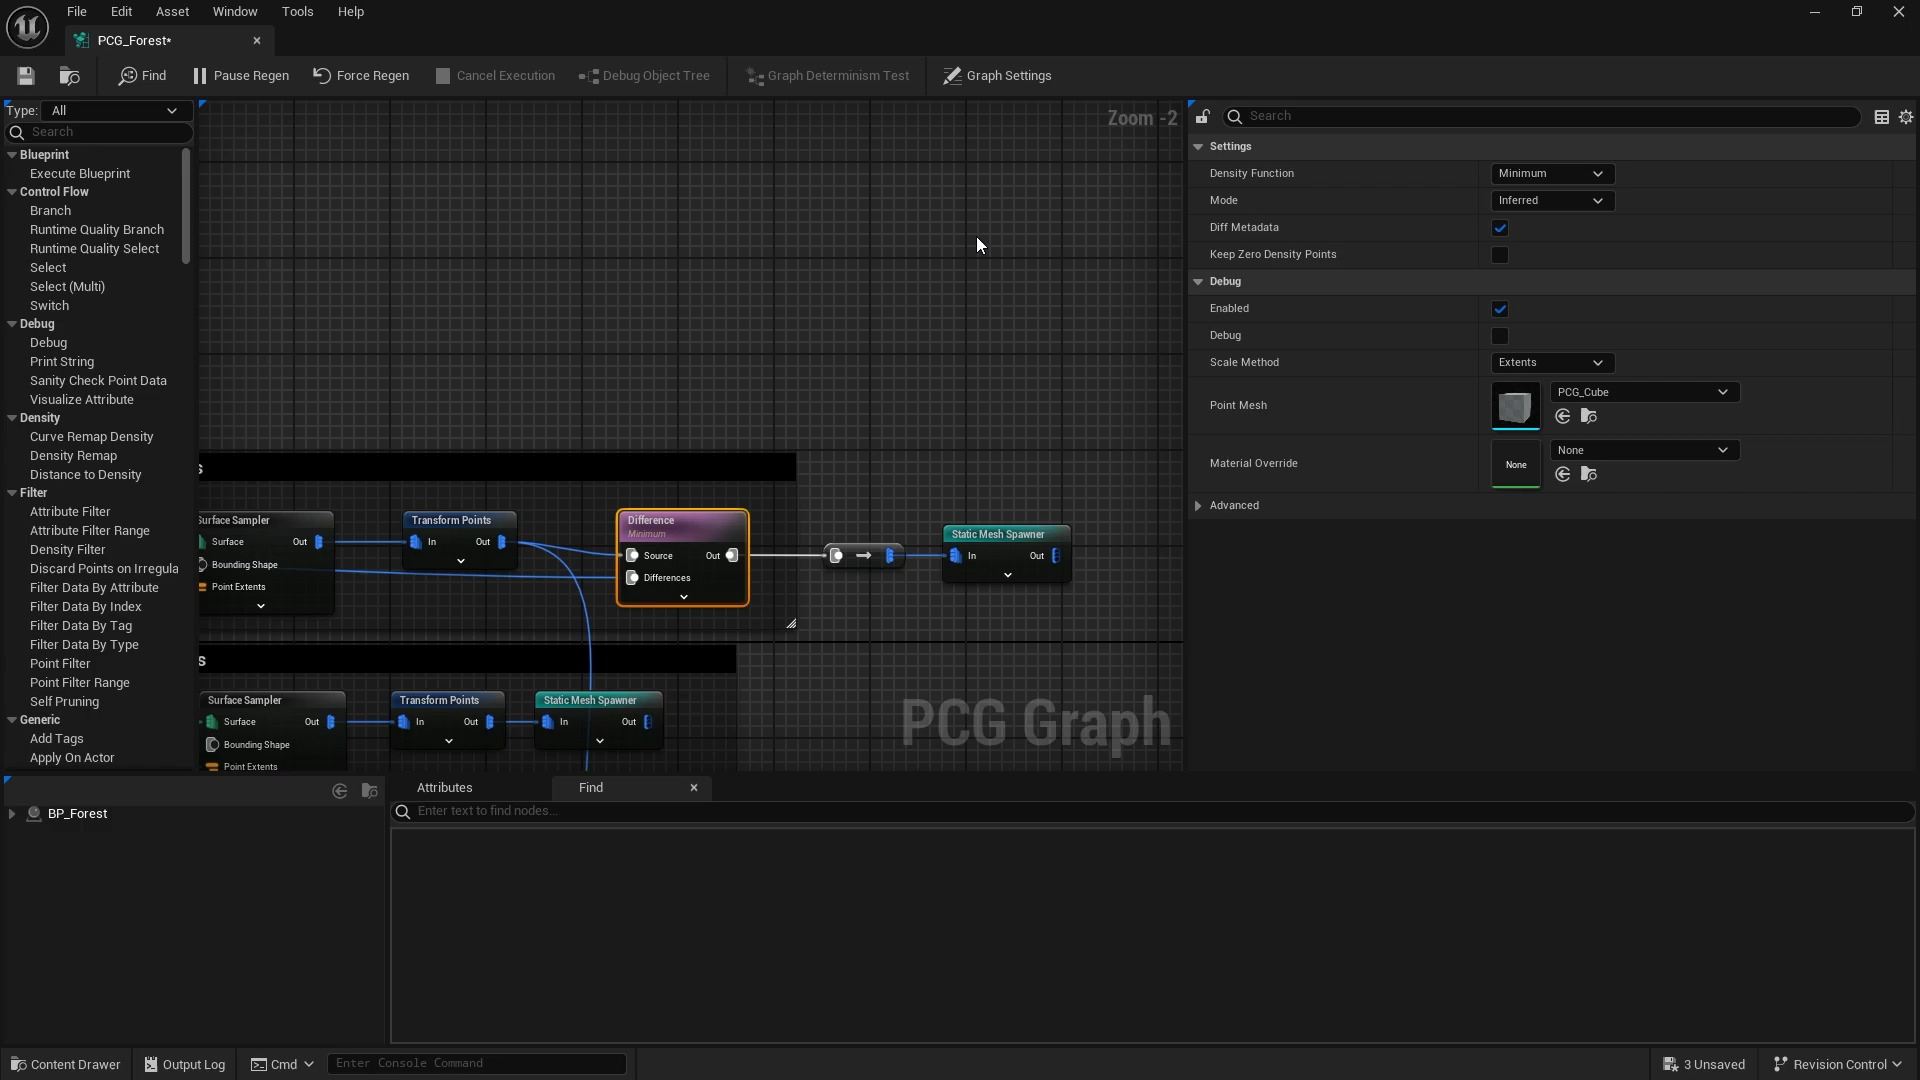 File Edit Asset Window Tools Help
PCG_Forest*
Find Pause Regen Force Regen Cancel Execution Debug Object Tree Graph Determinism Test Graph Settings
Type: All
Search
Blueprint
Execute Blueprint
Control Flow
Branch
Runtime Quality Branch
Runtime Quality Select
Select
Select (Multi)
Switch
Debug
Debug
Print String
Sanity Check Point Data
Visualize Attribute
Density
Curve Remap Density
Density Remap
Distance to Density
Filter
Attribute Filter
Attribute Filter Range
Density Filter
Discard Points on Irregula
Filter Data By Attribute
Filter Data By Index
Filter Data By Tag
Filter Data By Type
Point Filter
Point Filter Range
Self Pruning
Generic
Add Tags
Apply On Actor
Zoom -2
s
Surface Sampler
Surface Out
Bounding Shape
Point Extents
Transform Points
In Out
Difference
Minimum
Source Out
Differences
Static Mesh Spawner
In Out
s
Surface Sampler
Surface Out
Bounding Shape
Point Extents
Transform Points
In Out
Static Mesh Spawner
In Out
PCG Graph
Search
Settings
Density Function Minimum
Mode Inferred
Diff Metadata
Keep Zero Density Points
Debug
Enabled
Debug
Scale Method Extents
Point Mesh PCG_Cube
Material Override None None
Advanced
BP_Forest
Attributes Find
Enter text to find nodes...
Content Drawer Output Log Cmd Enter Console Command 3 Unsaved Revision Control